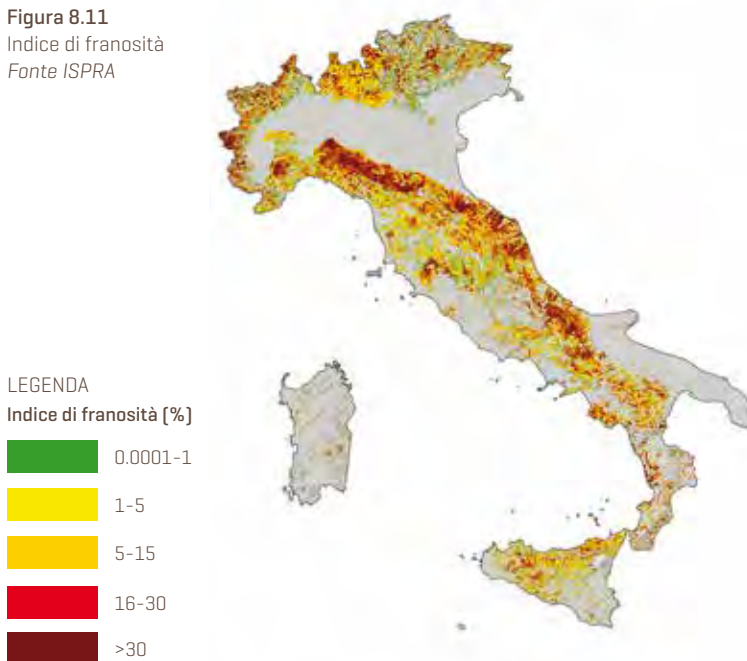 Figura 8.11
Indice di franosità
Fonte ISPRA
LEGENDA
Indice di franosità (%)
0.0001-1
1-5
5-15
16-30
>30